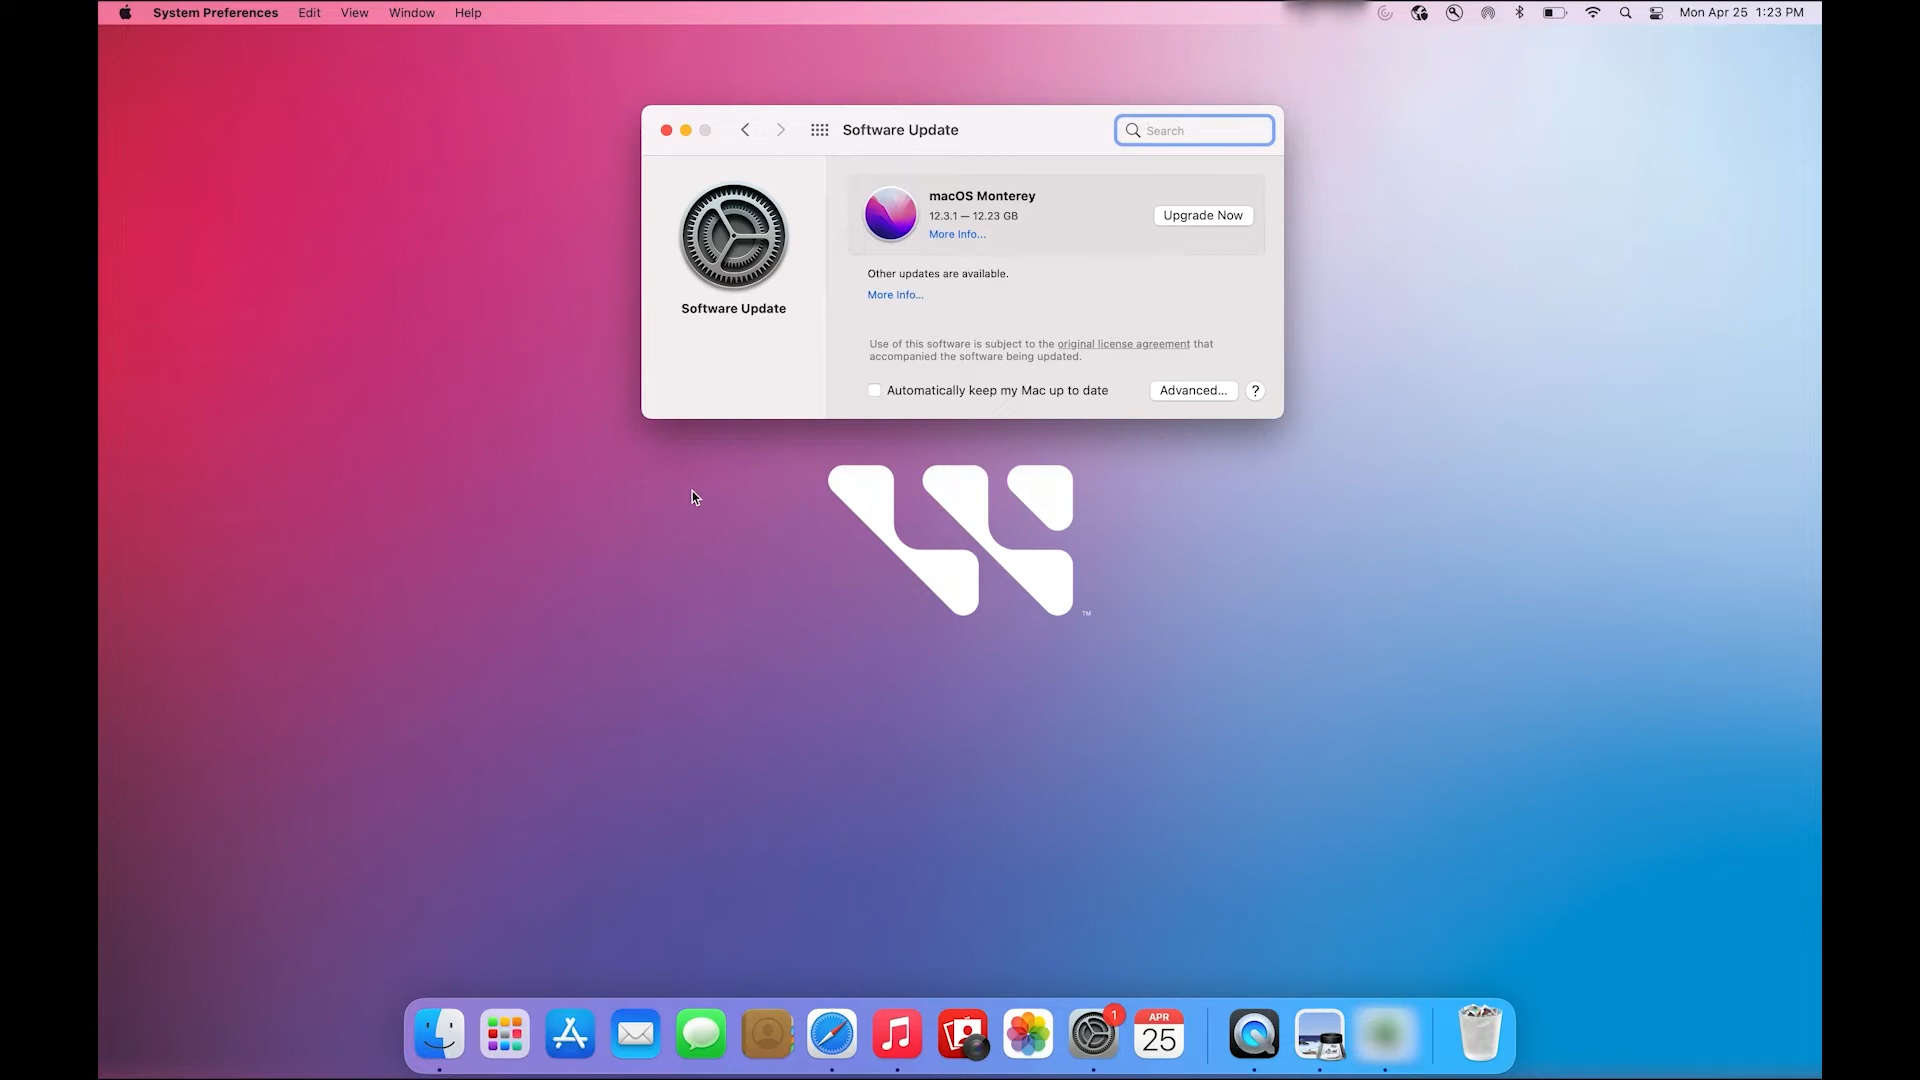 System Preferences Edit View Window Help Mon Apr 25 1:23 PM
Software Update
Search
macOS Monterey
12.3.1 — 12.23 GB
More Info...
Upgrade Now
Software Update
Other updates are available.
More Info...
Use of this software is subject to the original license agreement that
accompanied the software being updated.
Automatically keep my Mac up to date
Advanced...
?
TM
1
APR
25